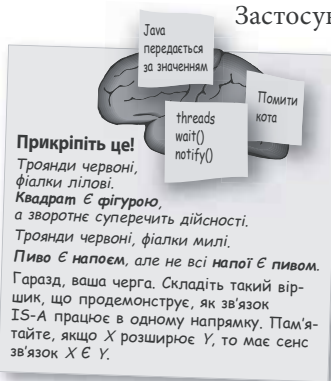 Застосу
Java
передається
за значенням
Помити
кота
threads
wait()
notify()
Прикріпіть це!
Троянди червоні,
фіалки лілові.
Квадрат Є фігурою,
а зворотнє суперечить дійсності.
Троянди червоні, фіалки милі.
Пиво Є напоєм, але не всі напої Є пивом.
Гаразд, ваша черга. Складіть такий вір-
шик, що продемонструє, як зв’язок
IS-A працює в одному напрямку. Пам’я-
тайте, якщо X розширює Y, то має сенс
зв’язок X Є Y.